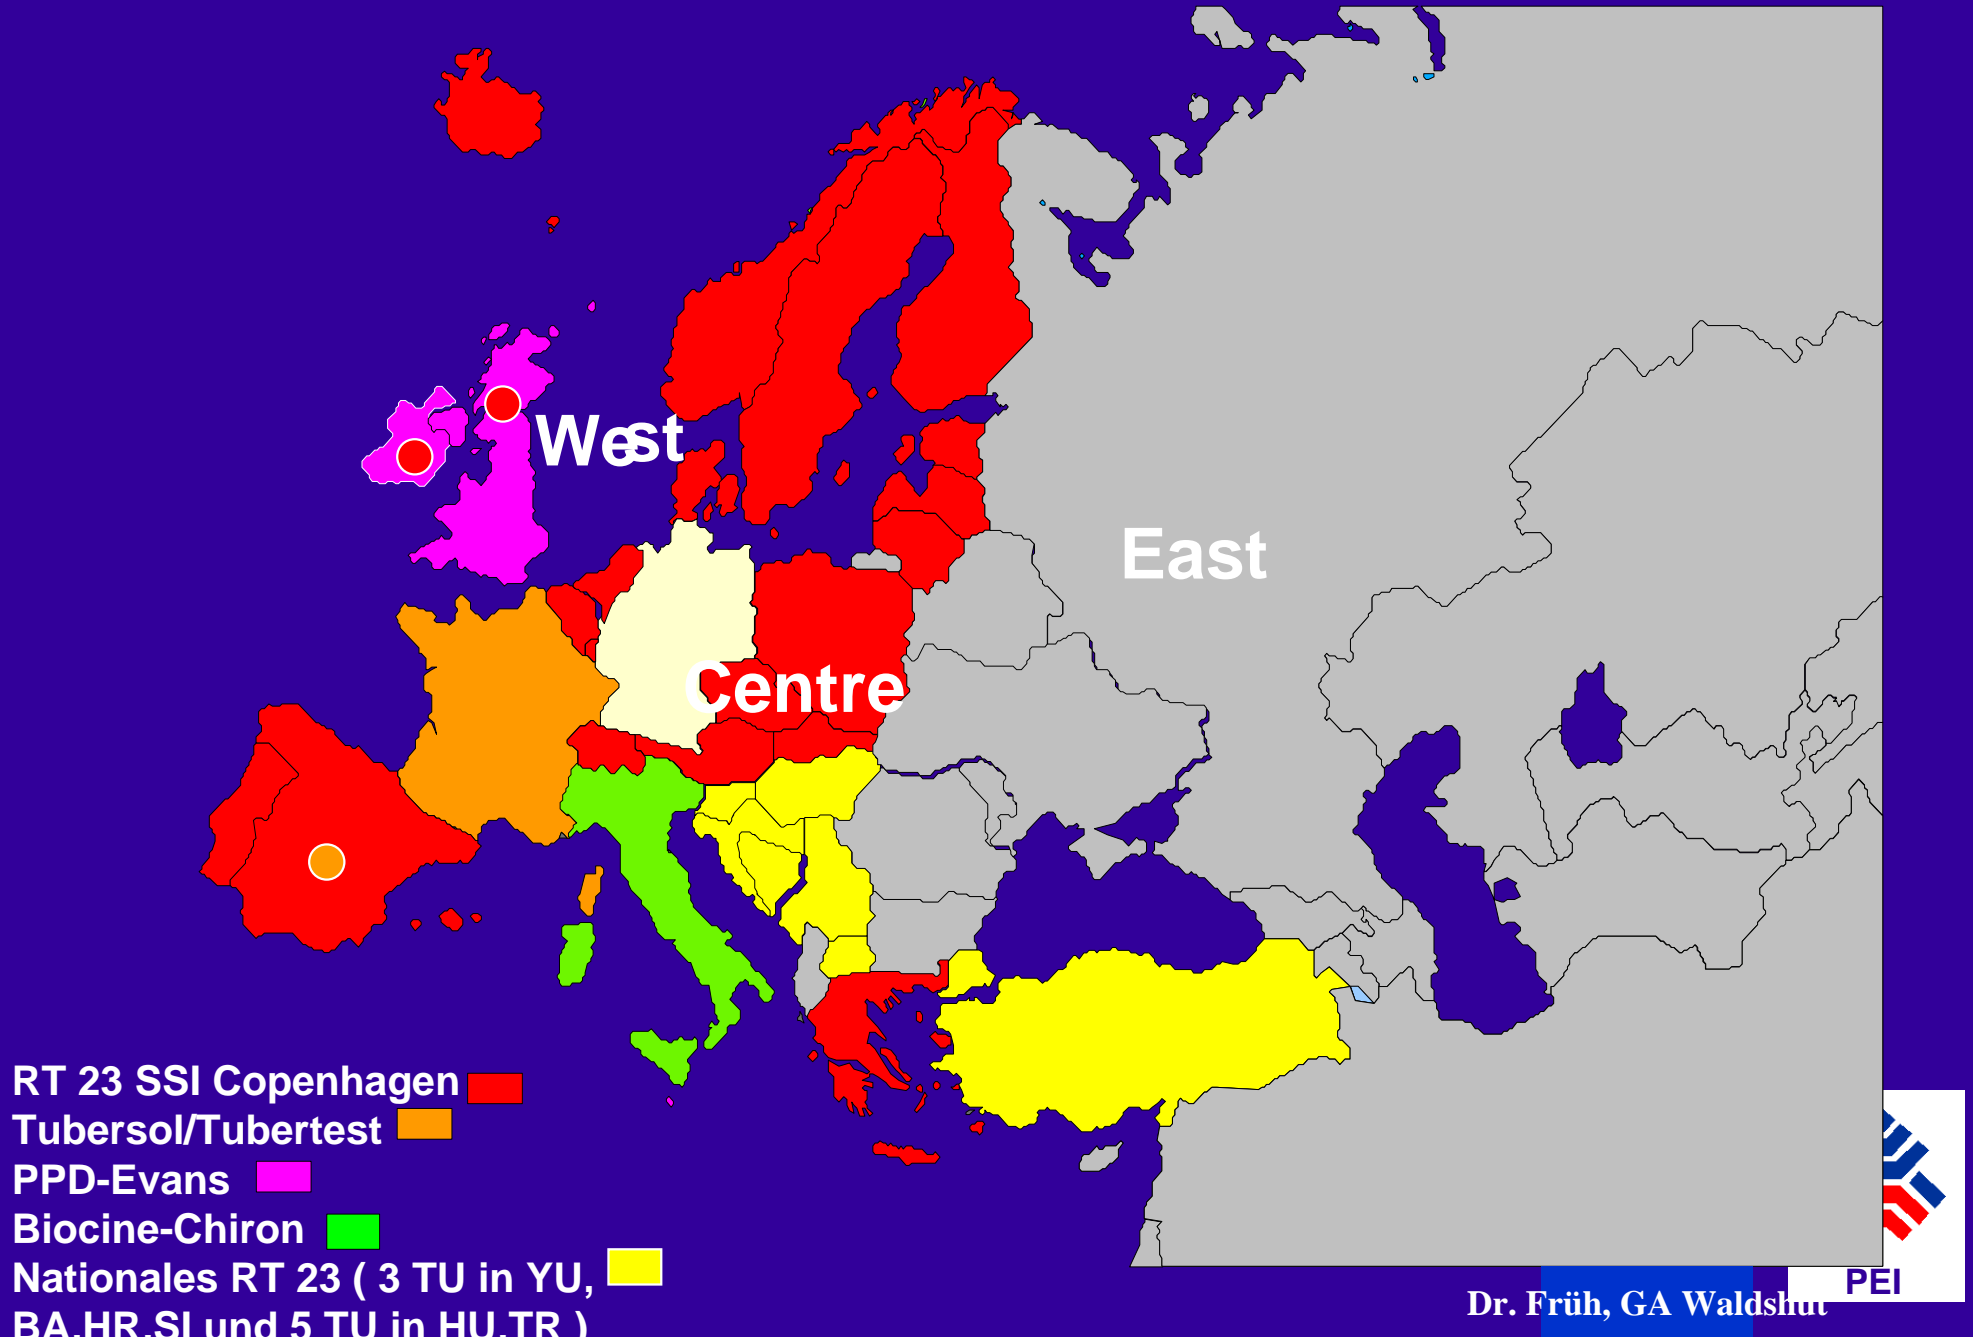 West
East
Centre
RT 23 SSI Copenhagen
Tubersol/Tubertest
PPD-Evans
Biocine-Chiron
Nationales RT 23 ( 3 TU in YU,
BA,HR,SI und 5 TU in HU,TR )
Dr. Früh, GA Waldshut
PEI